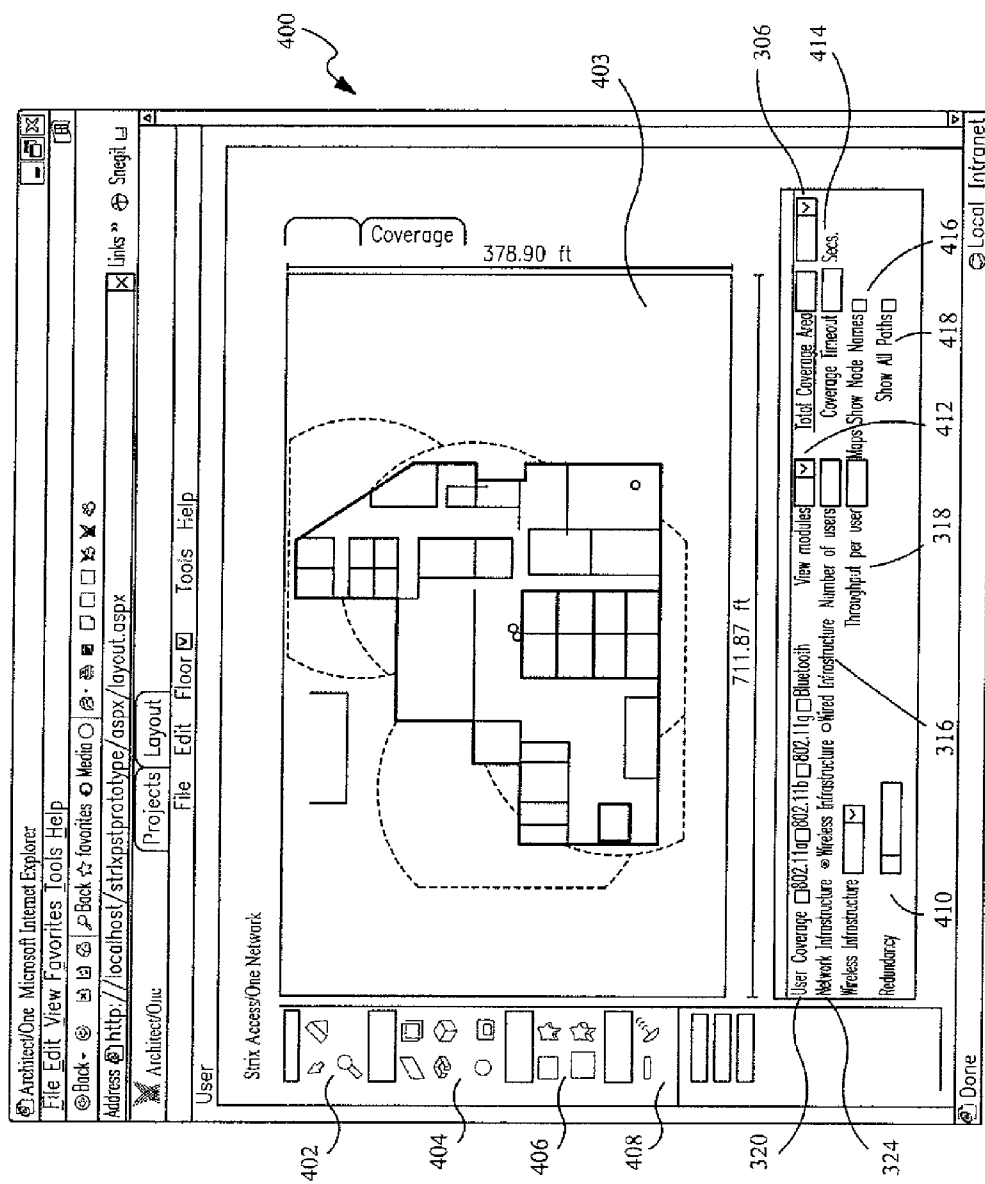 Architect/One Microsoft Internet Explorer
File Edit View Favorites Tools Help
Back Back favorites Media
Address http://localhost/strixpstprototype/aspx/layout.aspx Links » Snegil
Architect/One Projects Layout
File Edit Floor Tools Help
User
Strix Access/One Network
Coverage
378.90 ft
711.87 ft
User Coverage 802.11a 802.11b 802.11g Bluetooth View modules Total Coverage Area
Network Infrastructure Wireless Infrastructure Wired Infrastructure Number of users Coverage Timeout Secs.
Wireless Infrastructure Throughput per user Maps Show Node Names
Redundancy Show All Paths
Done Local Intranet
400
403
402
404
406
408
320
324
410
316
318
412
418
416
414
306